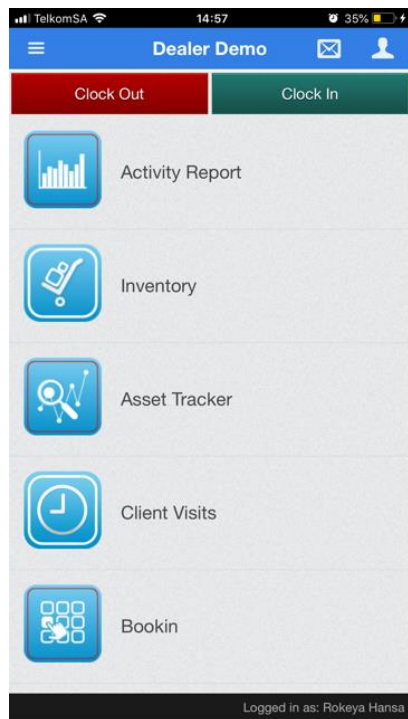 TelkomSA 14:57 35%
Dealer Demo
Clock Out Clock In
Activity Report
Inventory
Asset Tracker
Client Visits
Bookin
Logged in as: Rokeya Hansa